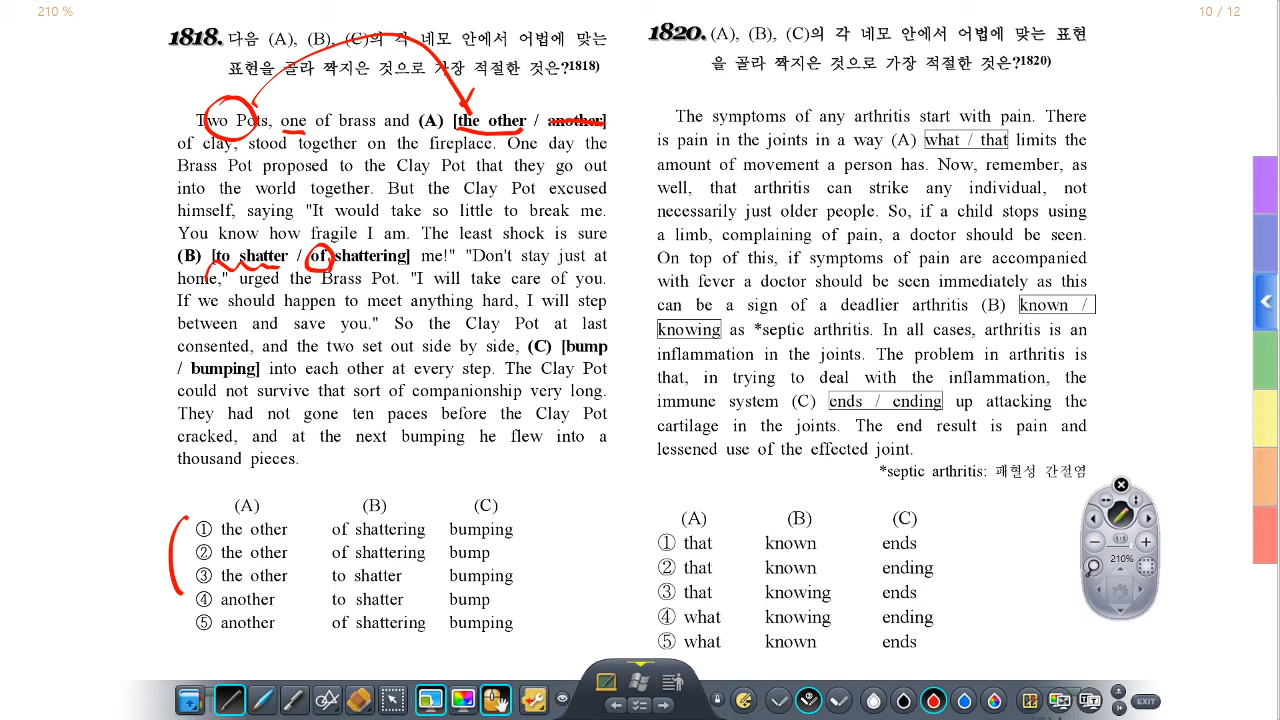 210 %
10 / 12
1818. 다음 (A), (B), (C)의 각 네모 안에서 어법에 맞는
표현을 골라 짝지은 것으로 가장 적절한 것은?1818)
Two Pots, one of brass and (A) [the other / another]
of clay, stood together on the fireplace. One day the
Brass Pot proposed to the Clay Pot that they go out
into the world together. But the Clay Pot excused
himself, saying "It would take so little to break me.
You know how fragile I am. The least shock is sure
(B) [to shatter / of shattering] me!" "Don't stay just at
home," urged the Brass Pot. "I will take care of you.
If we should happen to meet anything hard, I will step
between and save you." So the Clay Pot at last
consented, and the two set out side by side, (C) [bump
/ bumping] into each other at every step. The Clay Pot
could not survive that sort of companionship very long.
They had not gone ten paces before the Clay Pot
cracked, and at the next bumping he flew into a
thousand pieces.
(A) (B) (C)
① the other of shattering bumping
② the other of shattering bump
③ the other to shatter bumping
④ another to shatter bump
⑤ another of shattering bumping
1820. (A), (B), (C)의 각 네모 안에서 어법에 맞는 표현
을 골라 짝지은 것으로 가장 적절한 것은?1820)
The symptoms of any arthritis start with pain. There
is pain in the joints in a way (A) what / that limits the
amount of movement a person has. Now, remember, as
well, that arthritis can strike any individual, not
necessarily just older people. So, if a child stops using
a limb, complaining of pain, a doctor should be seen.
On top of this, if symptoms of pain are accompanied
with fever a doctor should be seen immediately as this
can be a sign of a deadlier arthritis (B) known /
knowing as *septic arthritis. In all cases, arthritis is an
inflammation in the joints. The problem in arthritis is
that, in trying to deal with the inflammation, the
immune system (C) ends / ending up attacking the
cartilage in the joints. The end result is pain and
lessened use of the effected joint.
*septic arthritis: 패혈성 간절염
(A) (B) (C)
① that known ends
② that known ending
③ that knowing ends
④ what knowing ending
⑤ what known ends
1:1
210%
EXIT